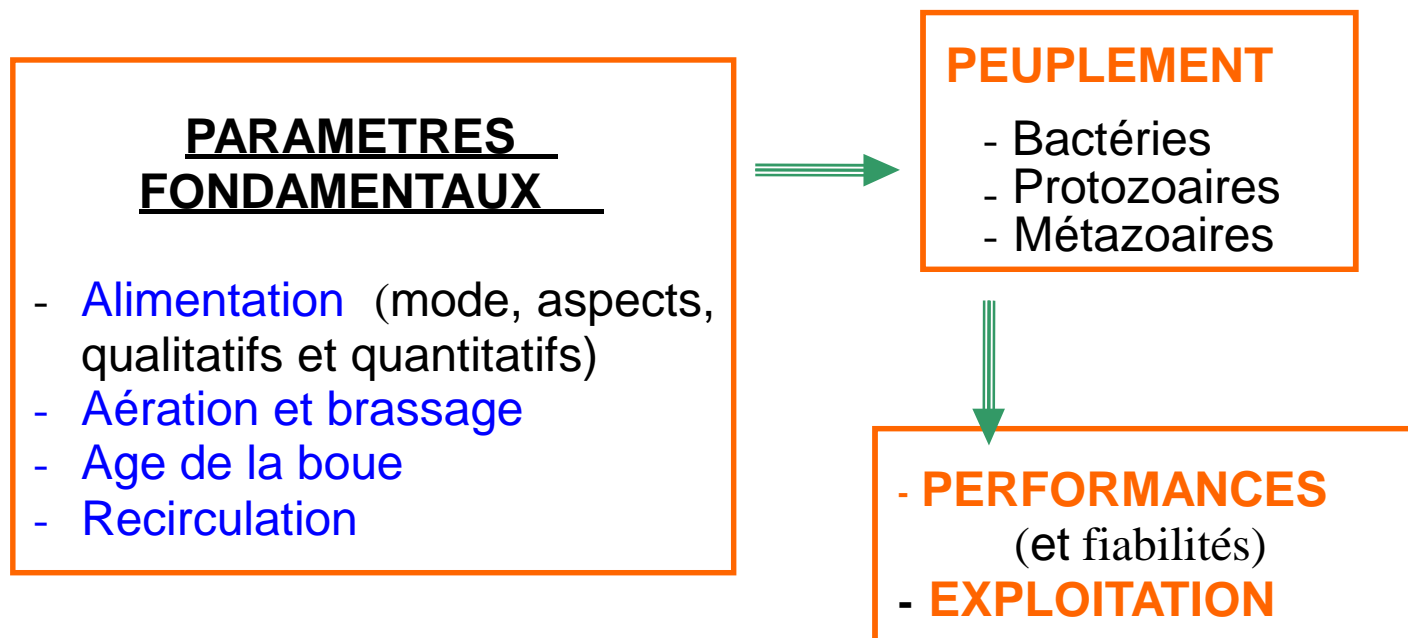 PARAMETRES
FONDAMENTAUX
- Alimentation (mode, aspects,
qualitatifs et quantitatifs)
- Aération et brassage
- Age de la boue
- Recirculation
PEUPLEMENT
- Bactéries
- Protozoaires
- Métazoaires
- PERFORMANCES
(et fiabilités)
- EXPLOITATION